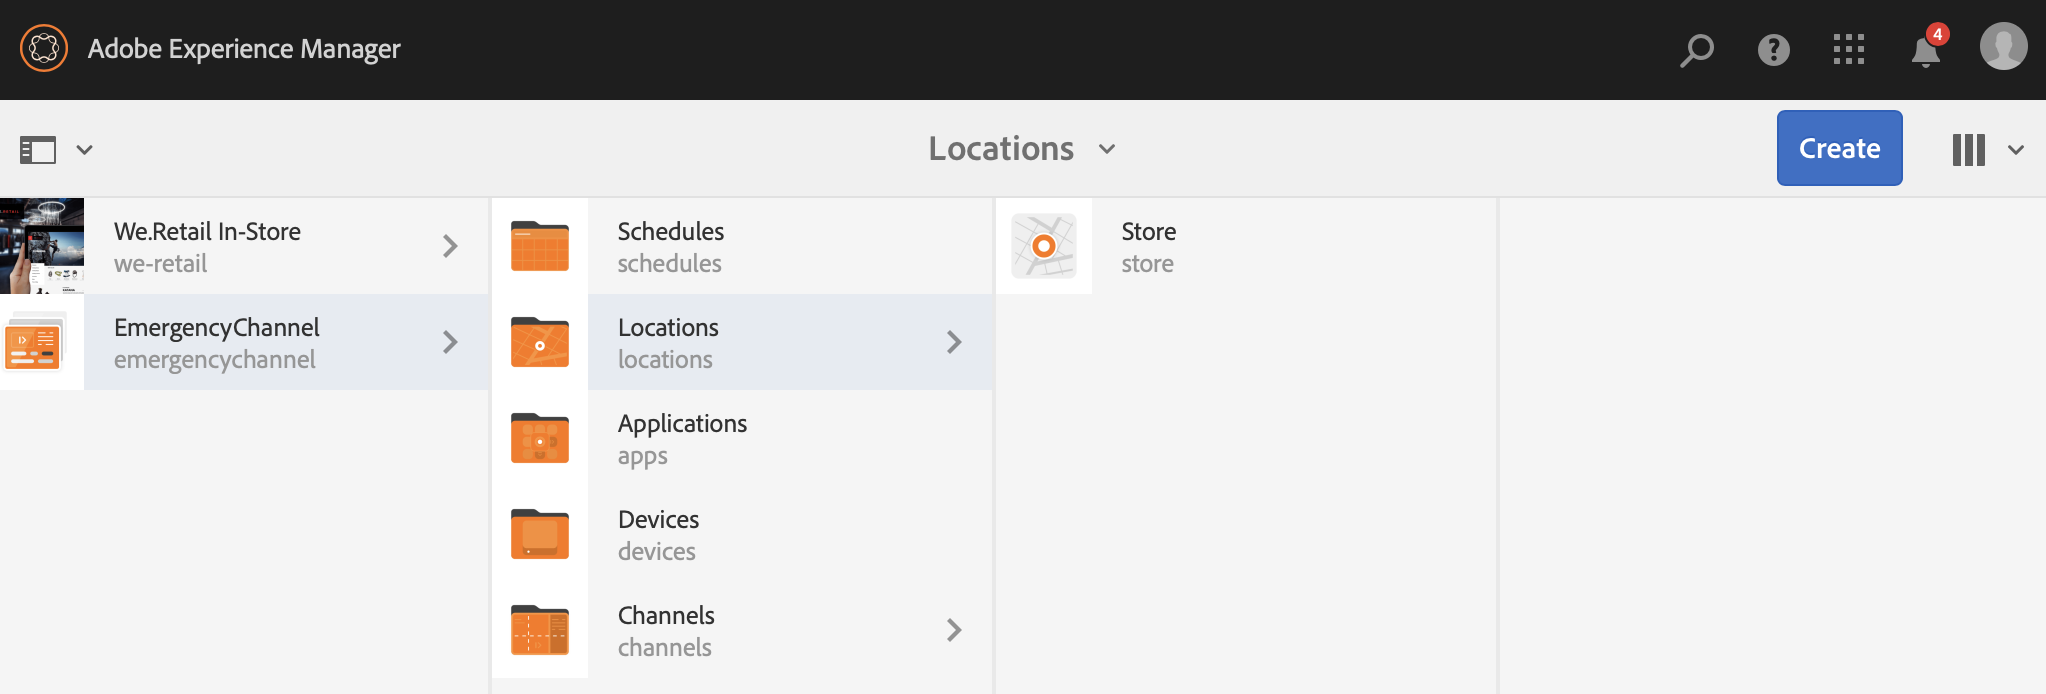 Adobe Experience Manager
4
Locations
Create
We.Retail In-Store
we-retail
EmergencyChannel
emergencychannel
Schedules
schedules
Locations
locations
Applications
apps
Devices
devices
Channels
channels
Store
store